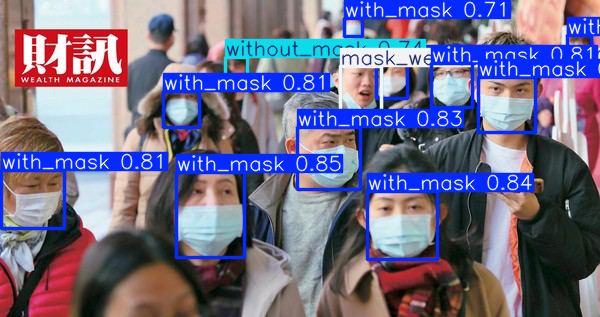 財訊
WEALTH MAGAZINE
with_mask 0.71
with
without_mask 0.74
mask_we
with_mask 0.81
with_mask
with_mask 0.81
with_mask 0.83
with_mask 0.81
with_mask 0.85
with_mask 0.84